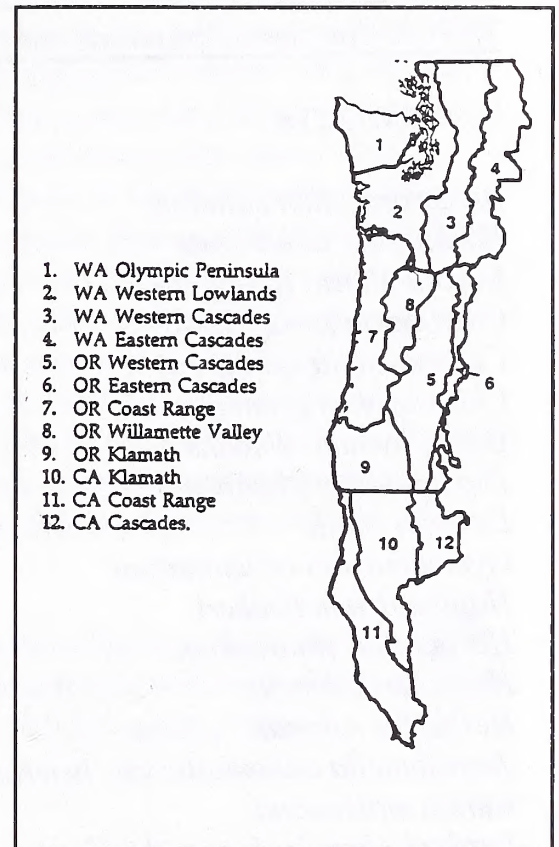 1. WA Olympic Peninsula
2. WA Western Lowlands
3. WA Western Cascades
4. WA Eastern Cascades
5. OR Western Cascades
6. OR Eastern Cascades
7. OR Coast Range
8. OR Willamette Valley
9. OR Klamath
10. CA Klamath
11. CA Coast Range
12. CA Cascades.
1
2
3
4
8
7
5
6
9
10
12
11